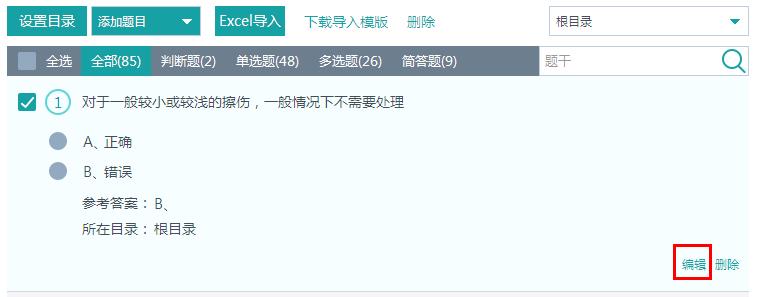 设置目录 添加题目 Excel导入 下载导入模版 删除 根目录
全选 全部(85) 判断题(2) 单选题(48) 多选题(26) 简答题(9) 题干
1 对于一般较小或较浅的擦伤，一般情况下不需要处理
A、正确
B、错误
参考答案： B、
所在目录： 根目录
编辑 删除